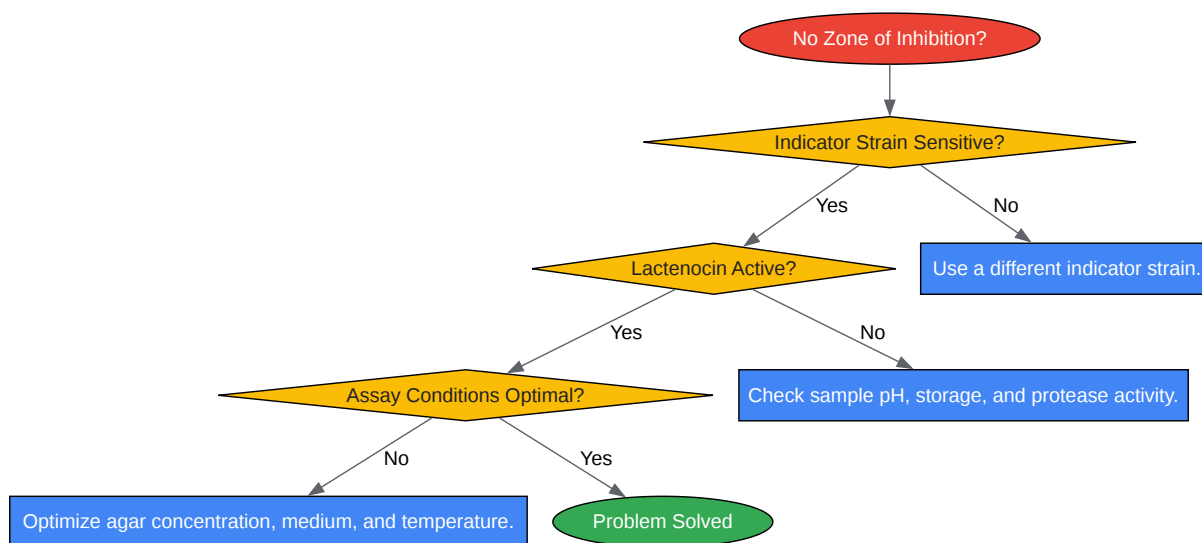 No Zone of Inhibition?
Indicator Strain Sensitive?
Yes
No
Lactenocin Active?
Use a different indicator strain.
Yes
No
Assay Conditions Optimal?
Check sample pH, storage, and protease activity.
No
Yes
Optimize agar concentration, medium, and temperature.
Problem Solved